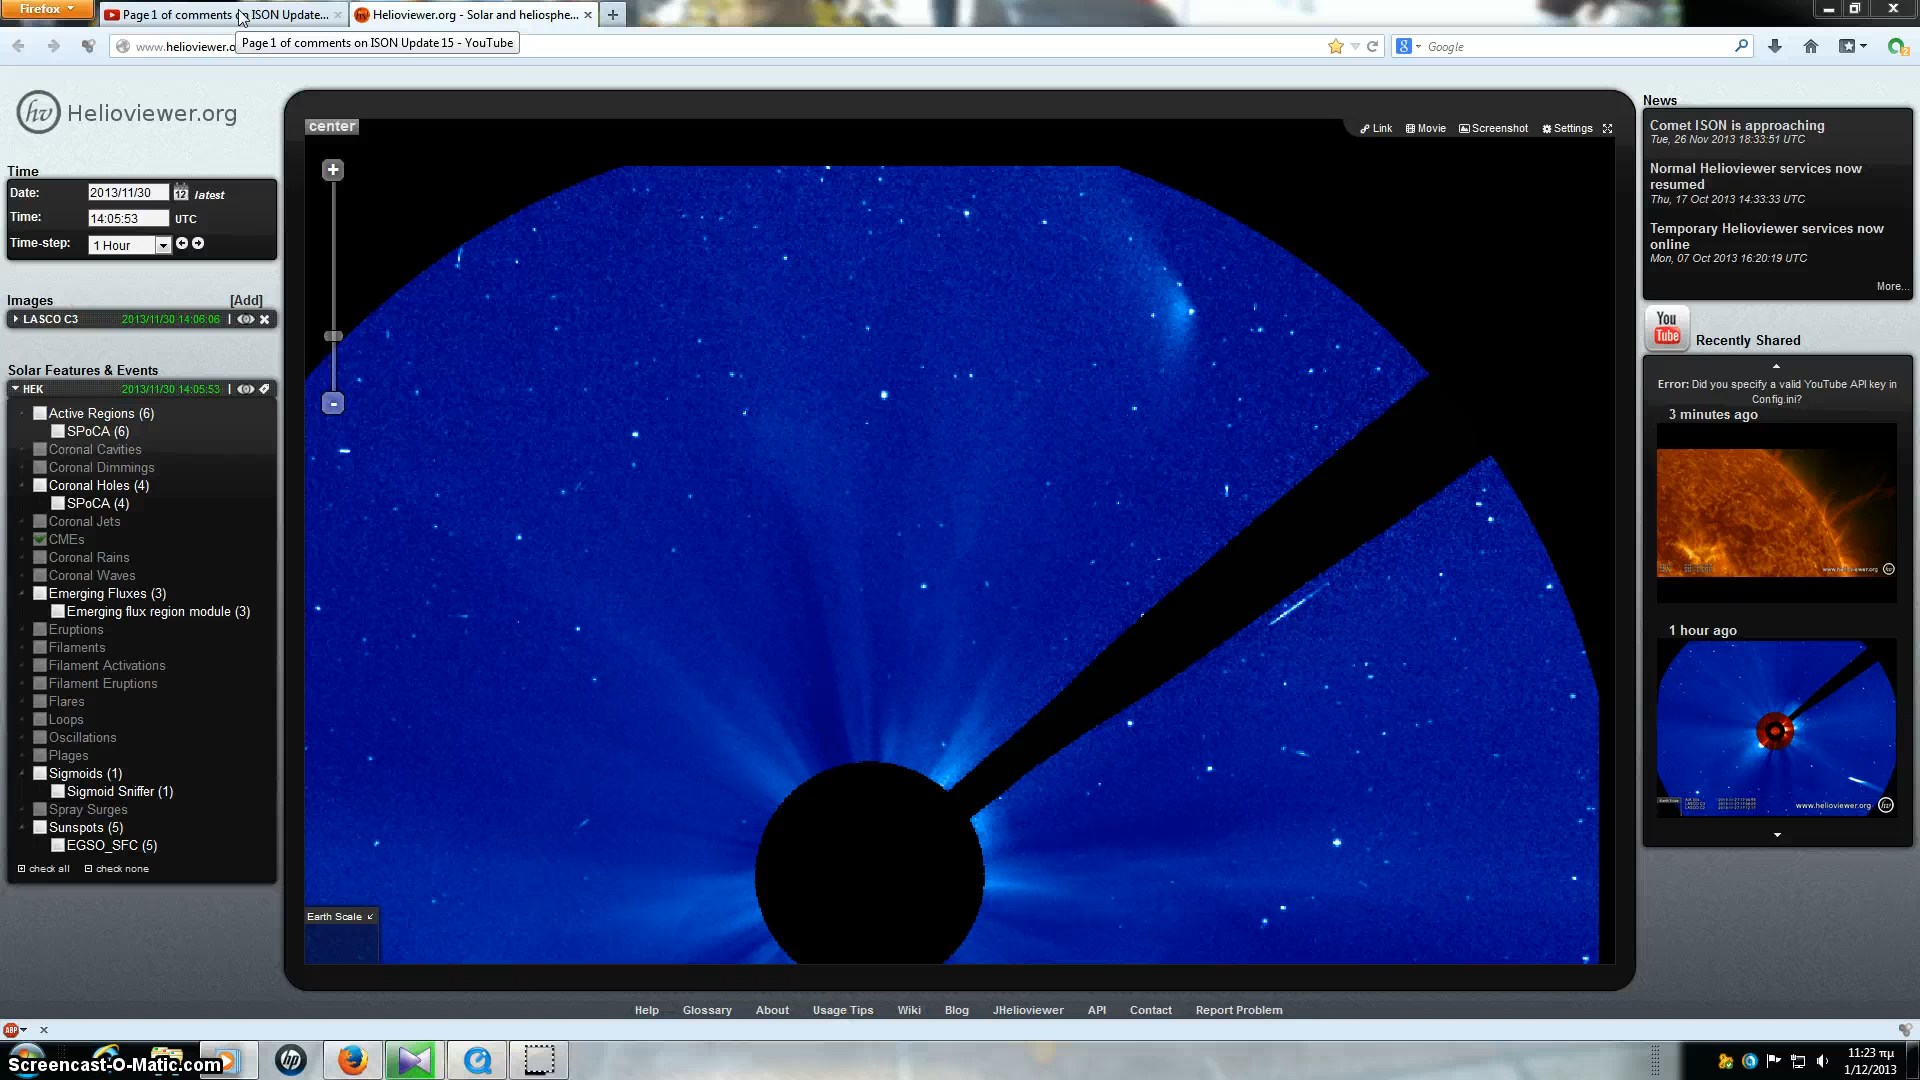 Firefox
Page 1 of comments on ISON Update...
Helioviewer.org - Solar and heliosphe...
www.helioviewer.o
Page 1 of comments on ISON Update 15 - YouTube
Google
Helioviewer.org
Time
Date: 2013/11/30 latest
Time: 14:05:53 UTC
Time-step: 1 Hour
Images [Add]
LASCO C3 2013/11/30 14:06:06
Solar Features & Events
HEK 2013/11/30 14:05:53
Active Regions (6)
SPoCA (6)
Coronal Cavities
Coronal Dimmings
Coronal Holes (4)
SPoCA (4)
Coronal Jets
CMEs
Coronal Rains
Coronal Waves
Emerging Fluxes (3)
Emerging flux region module (3)
Eruptions
Filaments
Filament Activations
Filament Eruptions
Flares
Loops
Oscillations
Plages
Sigmoids (1)
Sigmoid Sniffer (1)
Spray Surges
Sunspots (5)
EGSO_SFC (5)
check all check none
center
Link Movie Screenshot Settings
Earth Scale
News
Comet ISON is approaching
Tue, 26 Nov 2013 18:33:51 UTC
Normal Helioviewer services now
resumed
Thu, 17 Oct 2013 14:33:33 UTC
Temporary Helioviewer services now
online
Mon, 07 Oct 2013 16:20:19 UTC
More...
You
Tube
Recently Shared
Error: Did you specify a valid YouTube API key in
Config.ini?
3 minutes ago
www.helioviewer.org
1 hour ago
www.helioviewer.org
Help Glossary About Usage Tips Wiki Blog JHelioviewer API Contact Report Problem
ABP
Screencast-O-Matic.com
11:23 πμ
1/12/2013